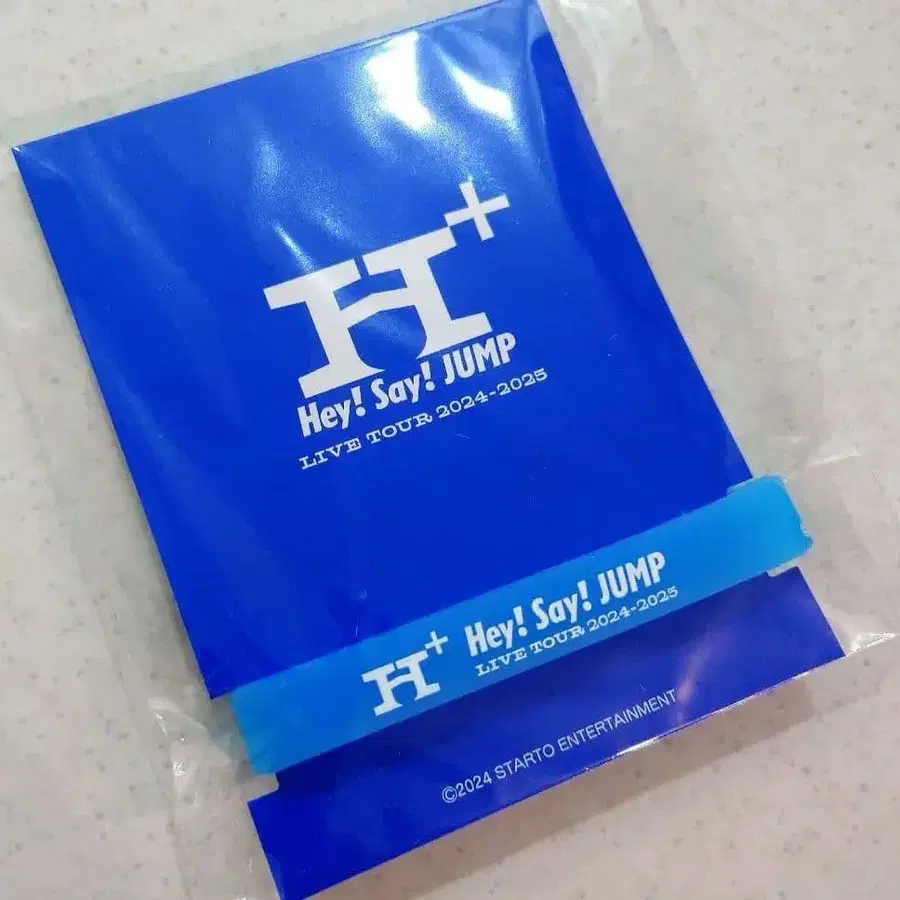 H+
Hey! Say! JUMP
LIVE TOUR 2024-2025
H+ Hey! Say! JUMP
LIVE TOUR 2024-2025
©2024 STARTO ENTERTAINMENT